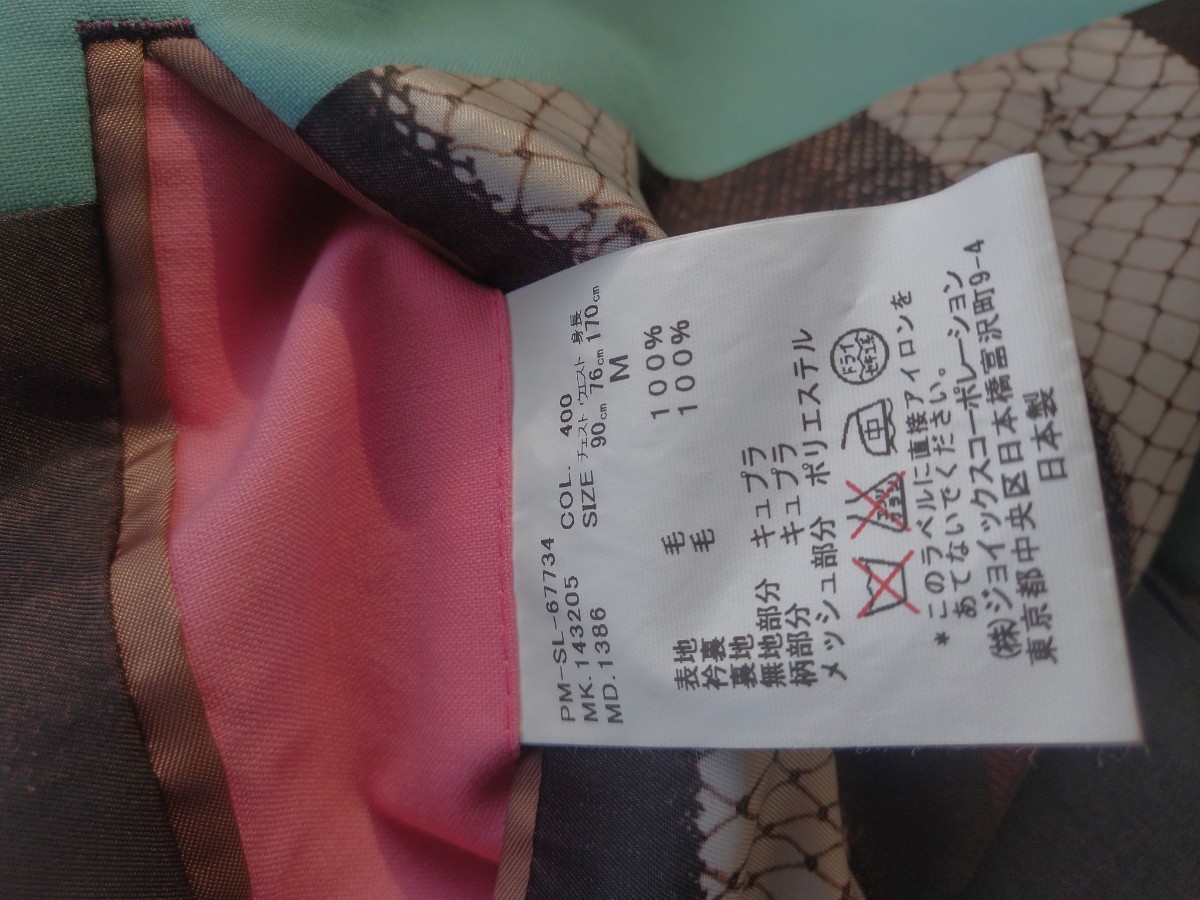 PM-SL-67734 COL. 400
MK.143205 SIZE チェスト ウエスト 身長
90cm 76cm 170cm
MD.1386 M
表地 毛 100%
衿裏 毛 100%
裏地
無地部分 キュプラ
柄部分 キュプラ
メッシュ部分 ポリエステル
エンソ サラシ 中 ドライ セキユ系
*このラベルに直接アイロンを
あてないでください。
(株)ジョイックスコーポレーション
東京都中央区日本橋富沢町9-4
日本製